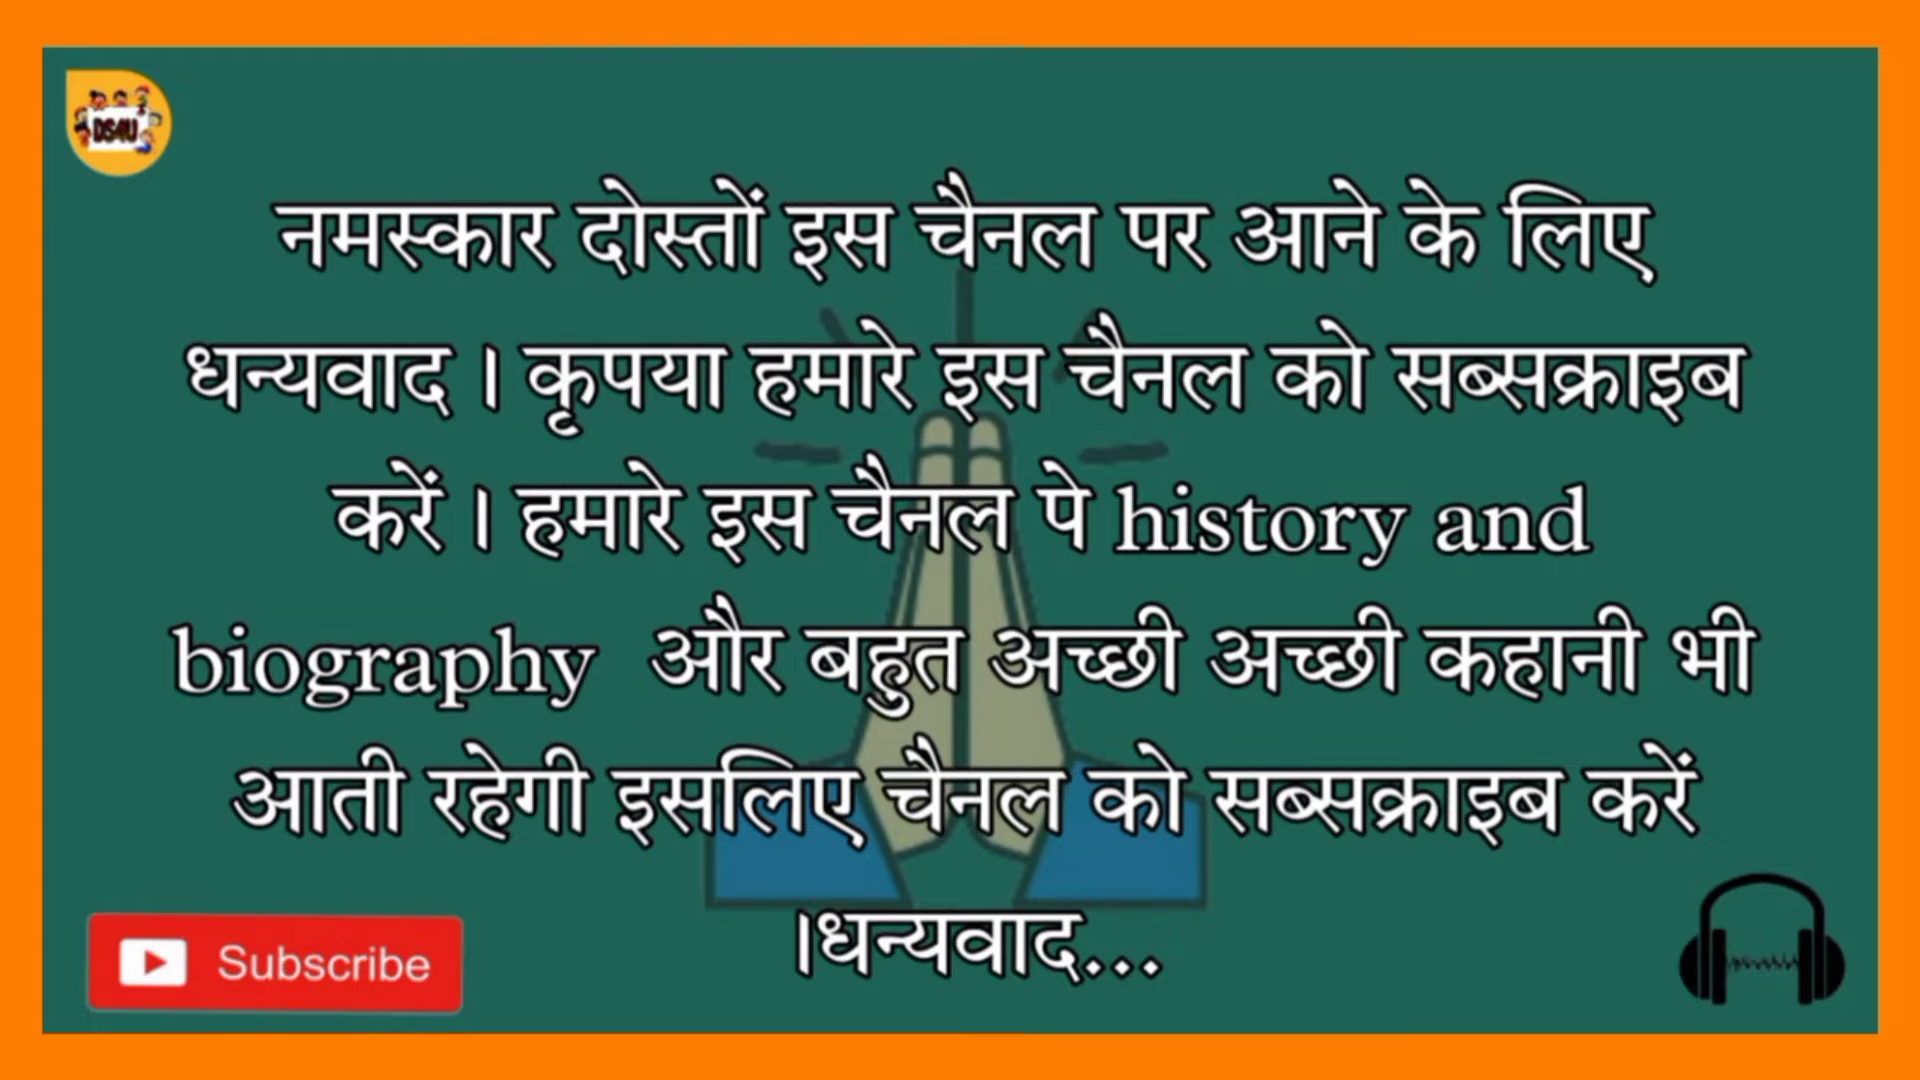 DS4U
नमस्कार दोस्तों इस चैनल पर आने के लिए
धन्यवाद । कृपया हमारे इस चैनल को सब्सक्राइब
करें । हमारे इस चैनल पे history and
biography और बहुत अच्छी अच्छी कहानी भी
आती रहेगी इसलिए चैनल को सब्सक्राइब करें
।धन्यवाद...
Subscribe